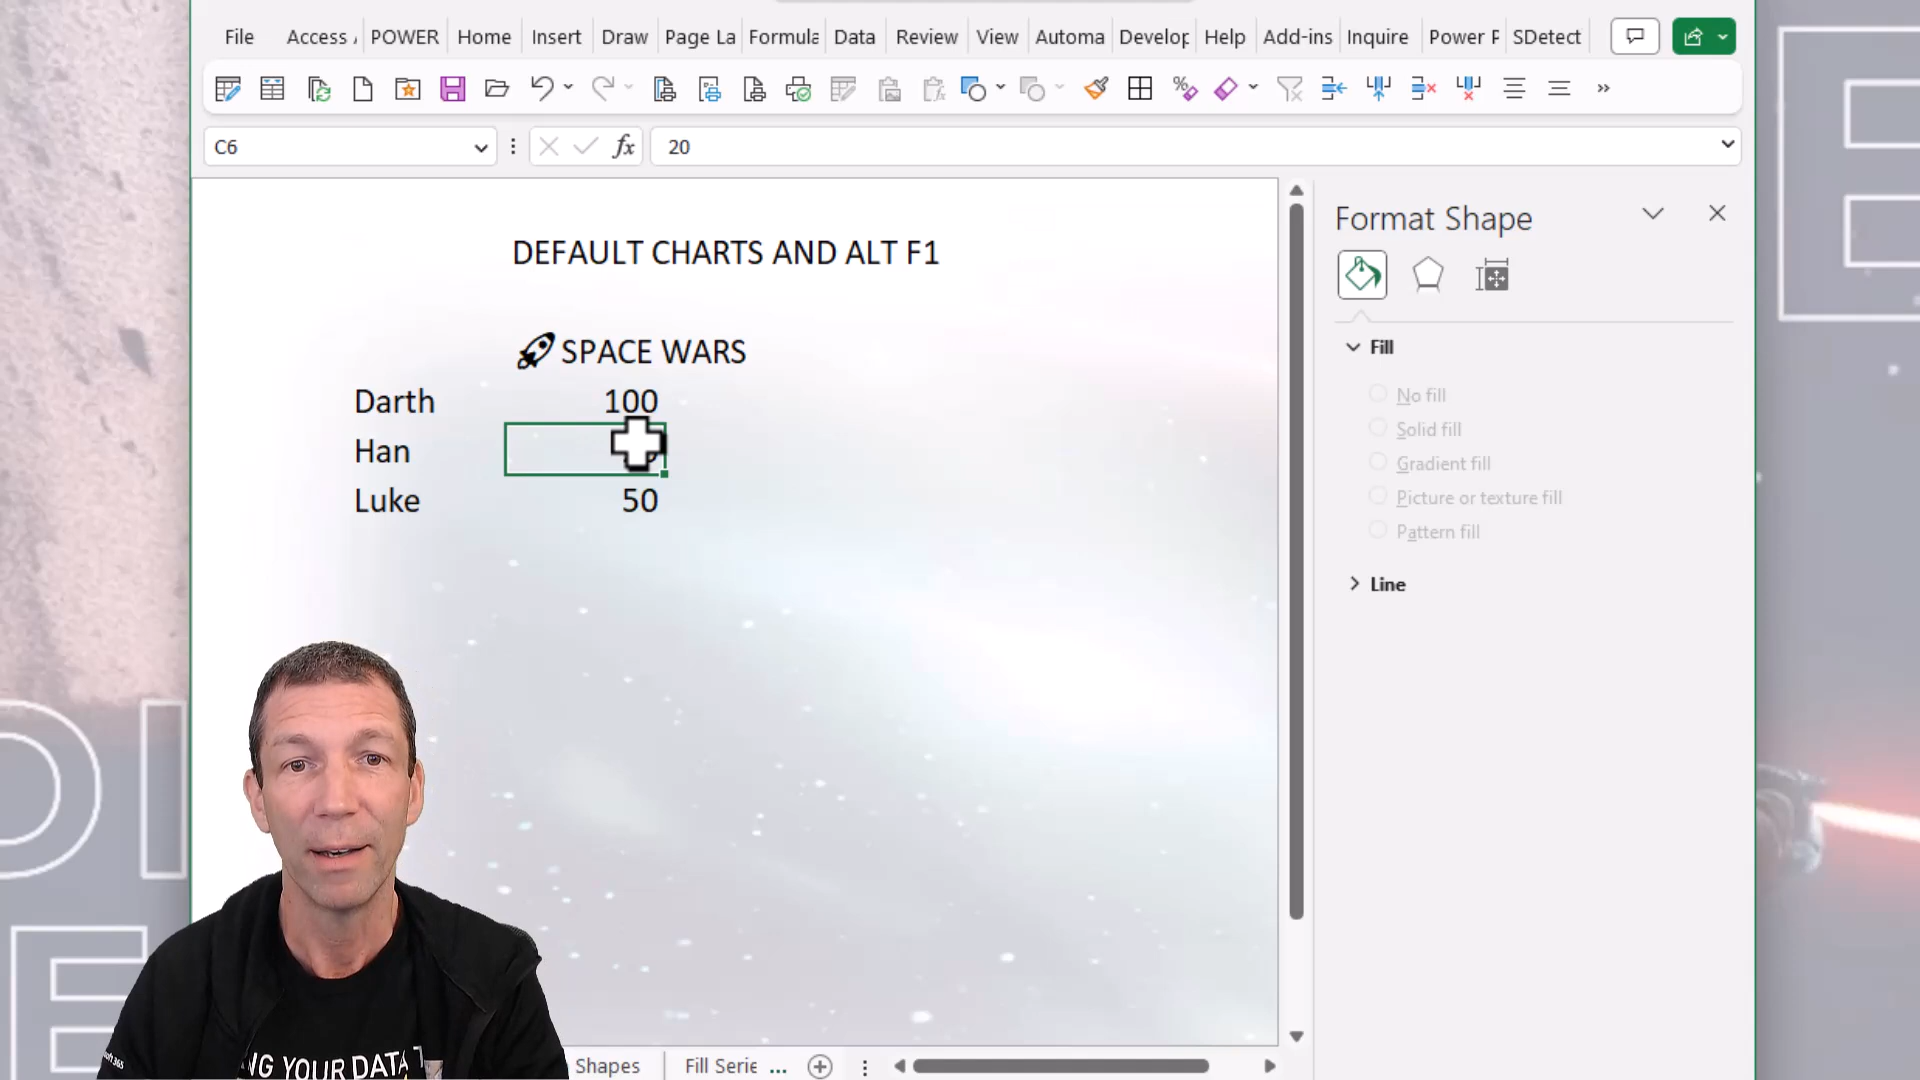 File Access POWER Home Insert Draw Page La Formula Data Review View Automa Develop Help Add-ins Inquire Power P SDetect
C6 fx 20
DEFAULT CHARTS AND ALT F1
SPACE WARS
Darth 100
Han
Luke 50
Format Shape
Fill
No fill
Solid fill
Gradient fill
Picture or texture fill
Pattern fill
Line
Shapes Fill Serie ...
NG YOUR DATA